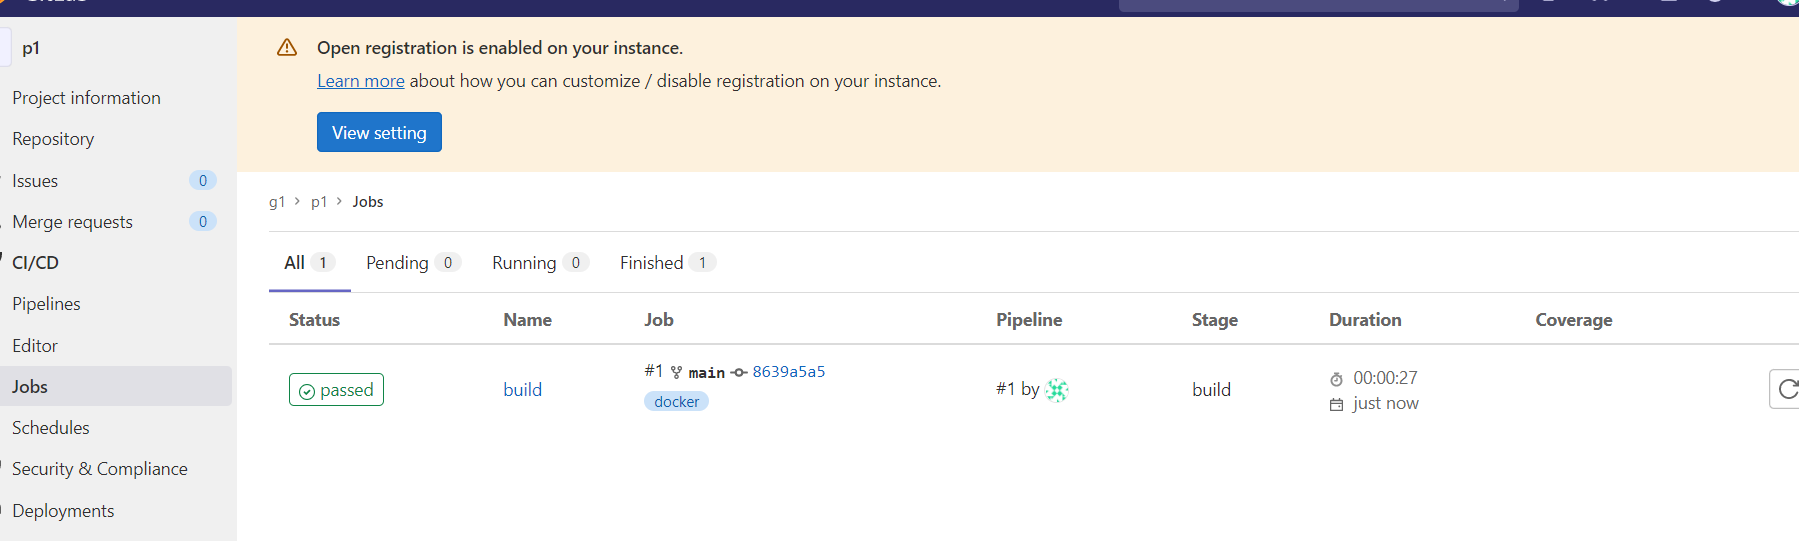 p1
Project information
Repository
Issues 0
Merge requests 0
CI/CD
Pipelines
Editor
Jobs
Schedules
Security & Compliance
Deployments
Open registration is enabled on your instance.
Learn more about how you can customize / disable registration on your instance.
View setting
g1 > p1 > Jobs
All 1 Pending 0 Running 0 Finished 1
Status Name Job Pipeline Stage Duration Coverage
passed build #1 main 8639a5a5 #1 by build 00:00:27
docker just now